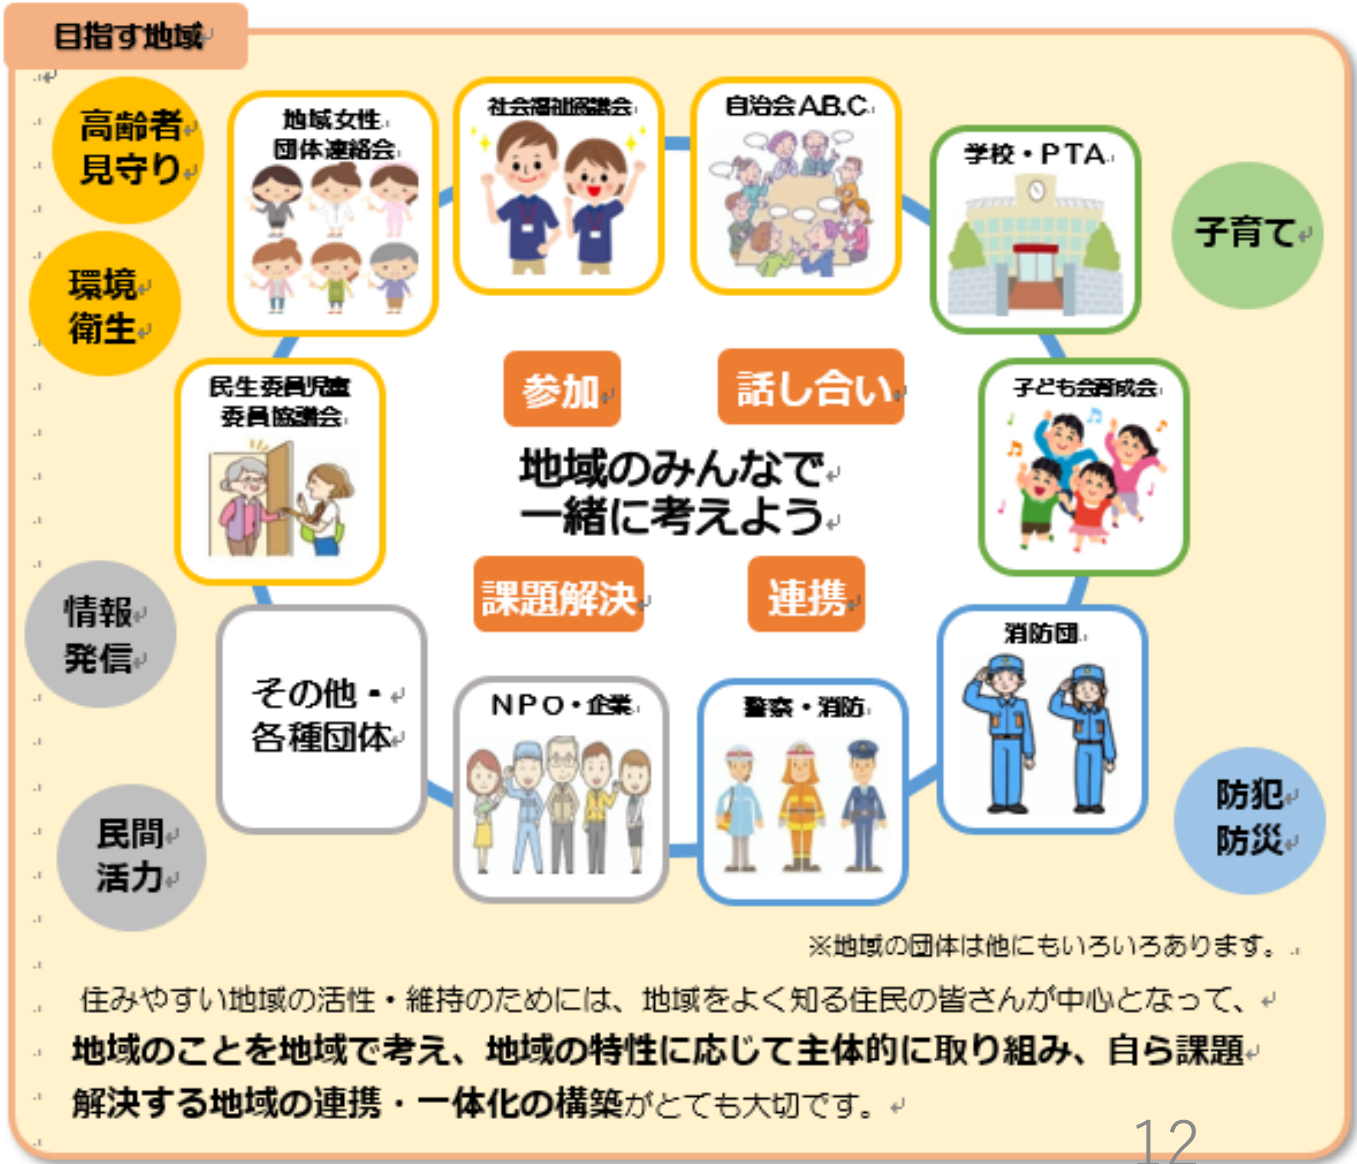 目指す地域
高齢者
見守り
環境
衛生
地域女性
団体連絡会
社会福祉協議会
自治会A.B.C
学校・PTA
子育て
民生委員児童
委員協議会
参加
話し合い
子ども会育成会
地域のみんなで
一緒に考えよう
情報
発信
課題解決
連携
その他・
各種団体
NPO・企業
警察・消防
消防団
民間
活力
防犯
防災
※地域の団体は他にもいろいろあります。
住みやすい地域の活性・維持のためには、地域をよく知る住民の皆さんが中心となって、
地域のことを地域で考え、地域の特性に応じて主体的に取り組み、自ら課題
解決する地域の連携・一体化の構築がとても大切です。
12